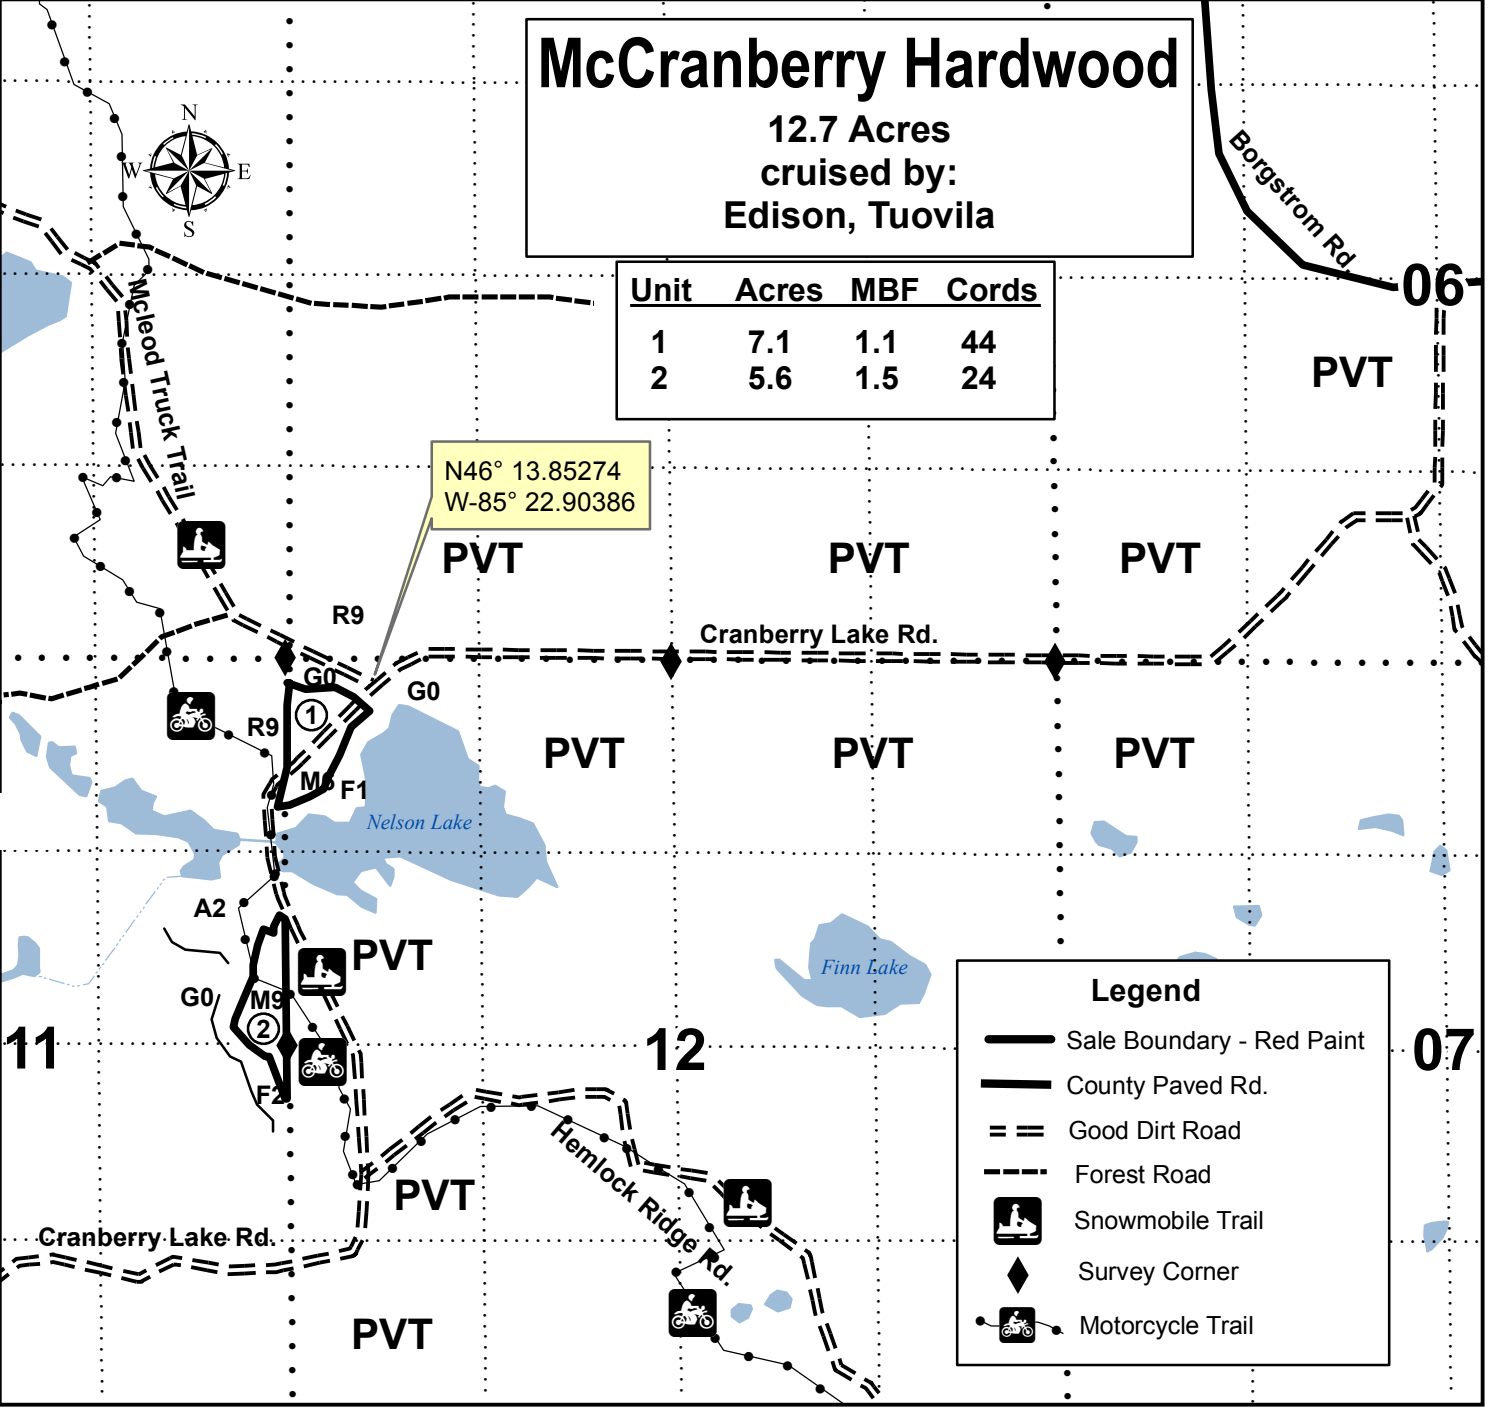 McCranberry Hardwood
12.7 Acres
cruised by:
Edison, Tuovila
N
W E
S
Borgstrom Rd.
06
Unit Acres MBF Cords
1 7.1 1.1 44
2 5.6 1.5 24
Mcleod Truck Trail
PVT
N46° 13.85274
W-85° 22.90386
PVT PVT PVT
R9
Cranberry Lake Rd.
G0 G0
1
R9
PVT PVT PVT
M6 F1
Nelson Lake
A2
PVT
Finn Lake
G0 M9
2
11 12 07
F2
Hemlock Ridge Rd.
PVT
Cranberry Lake Rd.
PVT
Legend
Sale Boundary - Red Paint
County Paved Rd.
Good Dirt Road
Forest Road
Snowmobile Trail
Survey Corner
Motorcycle Trail